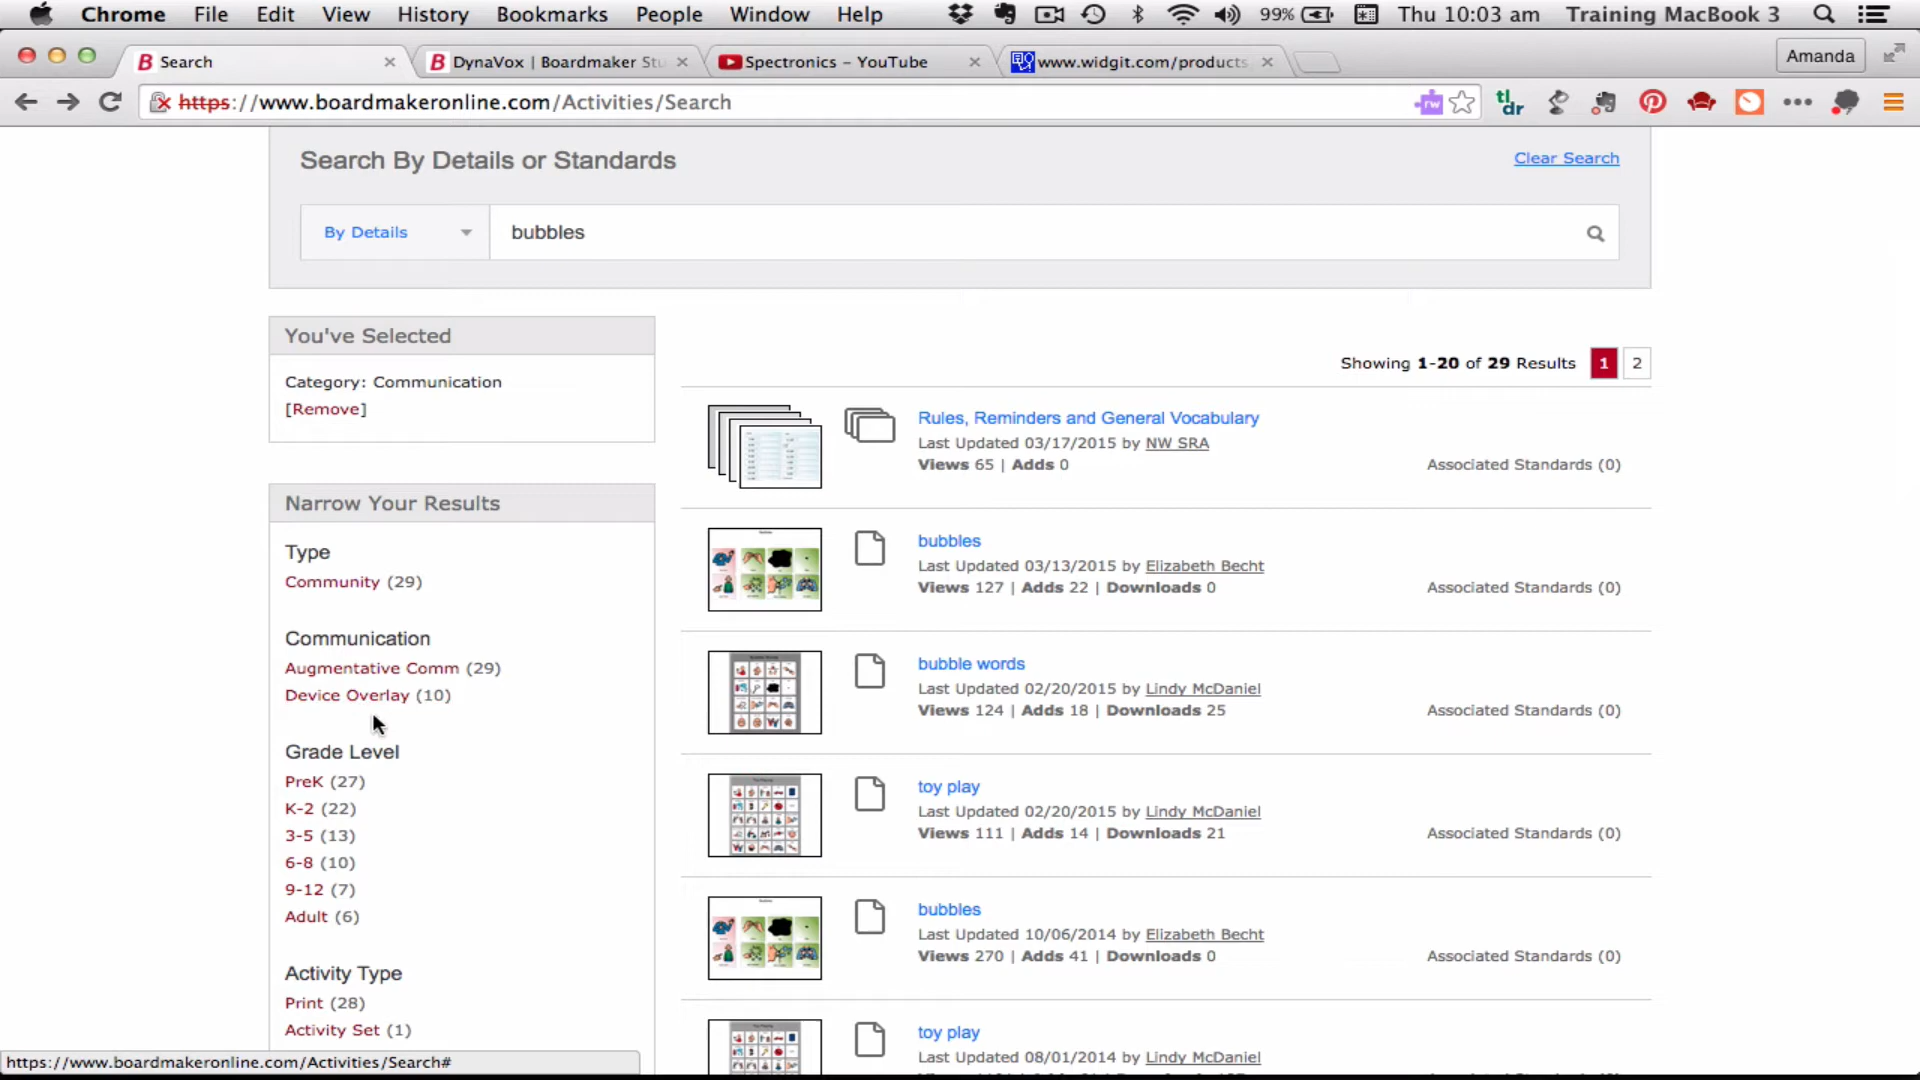 Chrome File Edit View History Bookmarks People Window Help 99% Thu 10:03 am Training MacBook 3
Search DynaVox | Boardmaker Stu Spectronics - YouTube www.widgit.com/products Amanda
https://www.boardmakeronline.com/Activities/Search rw tl;dr
Search By Details or Standards Clear Search
By Details bubbles
You've Selected
Category: Communication
[Remove]
Showing 1-20 of 29 Results 1 2
Narrow Your Results
Type
Community (29)
Communication
Augmentative Comm (29)
Device Overlay (10)
Grade Level
PreK (27)
K-2 (22)
3-5 (13)
6-8 (10)
9-12 (7)
Adult (6)
Activity Type
Print (28)
Activity Set (1)
Rules, Reminders and General Vocabulary
Last Updated 03/17/2015 by NW SRA
Views 65 | Adds 0 Associated Standards (0)
bubbles
Last Updated 03/13/2015 by Elizabeth Becht
Views 127 | Adds 22 | Downloads 0 Associated Standards (0)
bubble words
Last Updated 02/20/2015 by Lindy McDaniel
Views 124 | Adds 18 | Downloads 25 Associated Standards (0)
toy play
Last Updated 02/20/2015 by Lindy McDaniel
Views 111 | Adds 14 | Downloads 21 Associated Standards (0)
bubbles
Last Updated 10/06/2014 by Elizabeth Becht
Views 270 | Adds 41 | Downloads 0 Associated Standards (0)
toy play
Last Updated 08/01/2014 by Lindy McDaniel
https://www.boardmakeronline.com/Activities/Search#